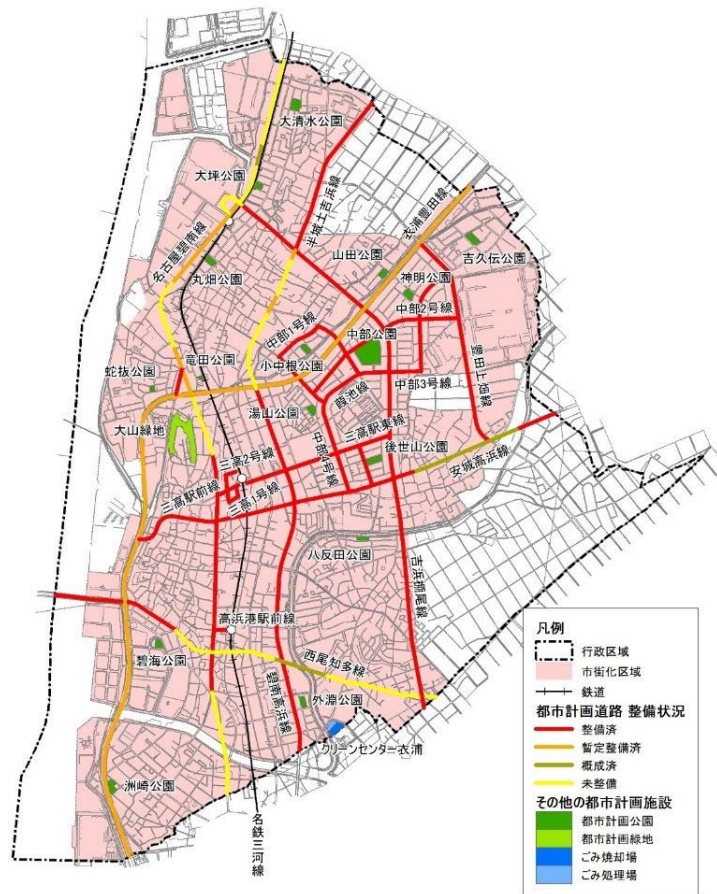 大清水公園
大坪公園
半城土吉浜線
衣浦豊田線
名古屋碧南線
丸畑公園
山田公園
吉久伝公園
神明公園
中部2号線
中部1号線
中部公園
豊田上畑線
竜田公園
小中根公園
蛇抜公園
中部3号線
葭池線
湯山公園
大山緑地
三高駅東線
後世山公園
中部4号線
三高2号線
安城高浜線
三高駅前線
三高1号線
八反田公園
吉浜棚尾線
高浜港駅前線
碧海公園
西尾知多線
碧南高浜線
外淵公園
クリーンセンター衣浦
洲崎公園
名鉄三河線
凡例
行政区域
市街化区域
鉄道
都市計画道路 整備状況
整備済
暫定整備済
概成済
未整備
その他の都市計画施設
都市計画公園
都市計画緑地
ごみ焼却場
ごみ処理場